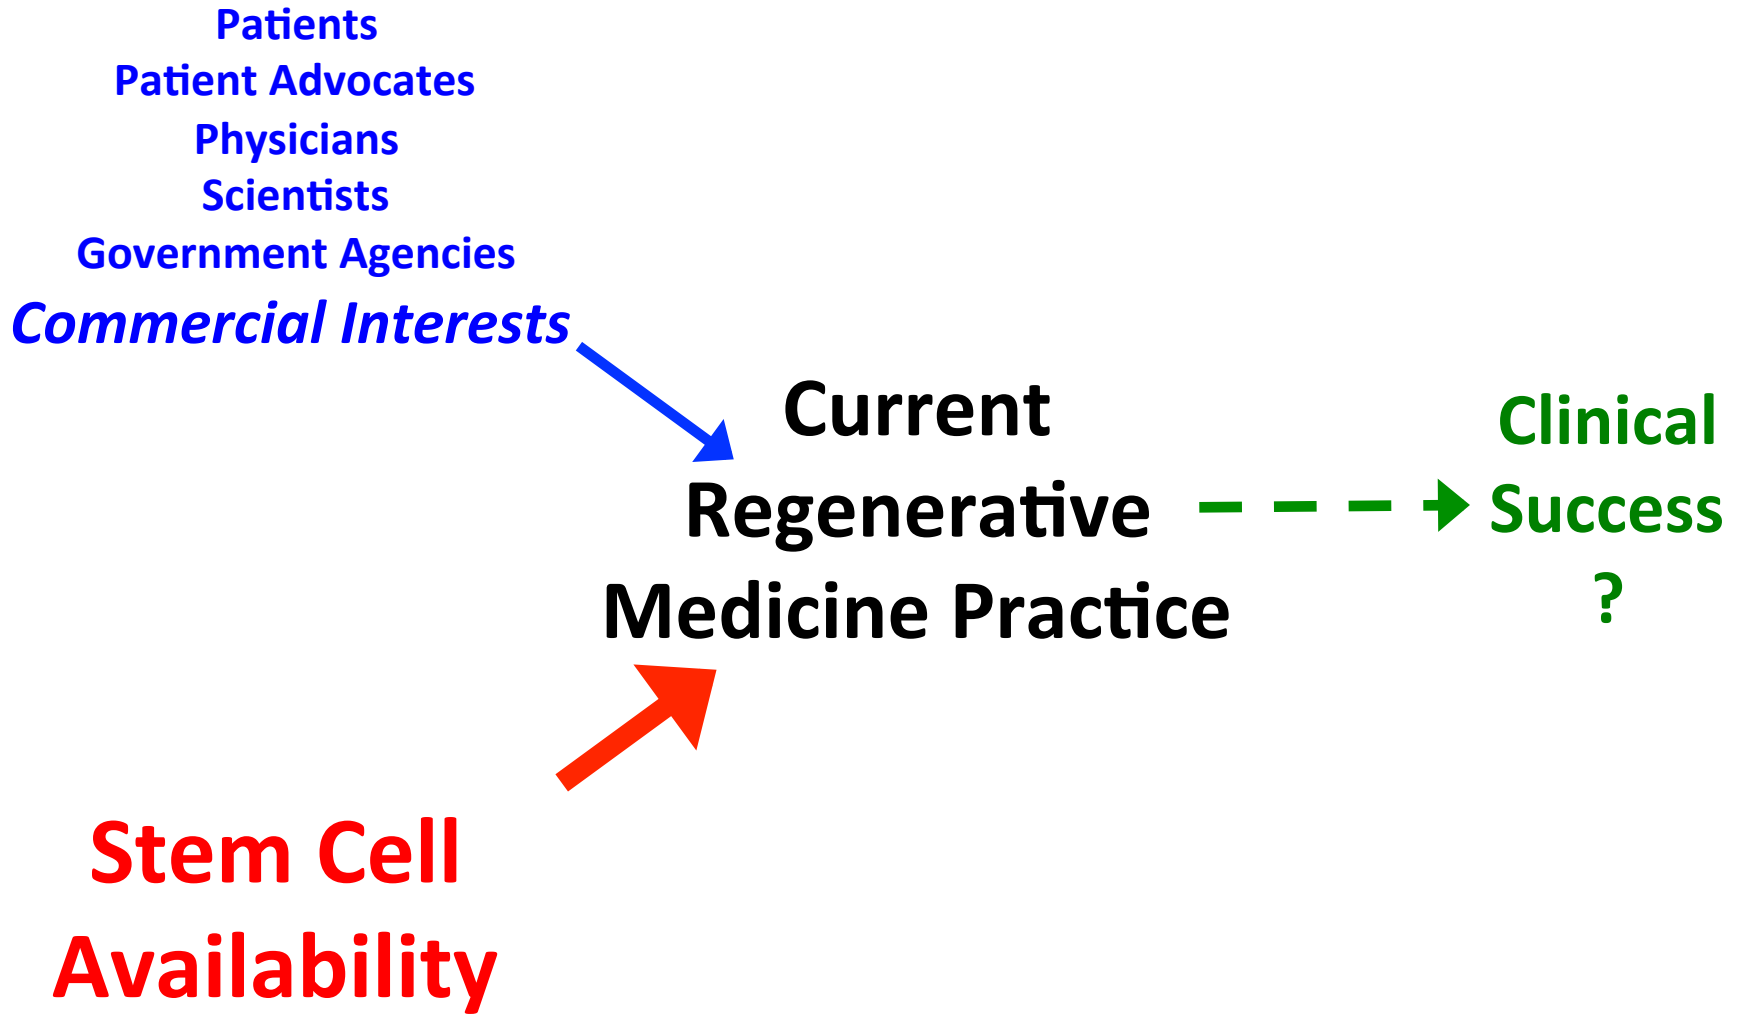 Patients
Patient Advocates
Physicians
Scientists
Government Agencies
Commercial Interests
Current
Regenerative
Medicine Practice
Clinical
Success
?
Stem Cell
Availability